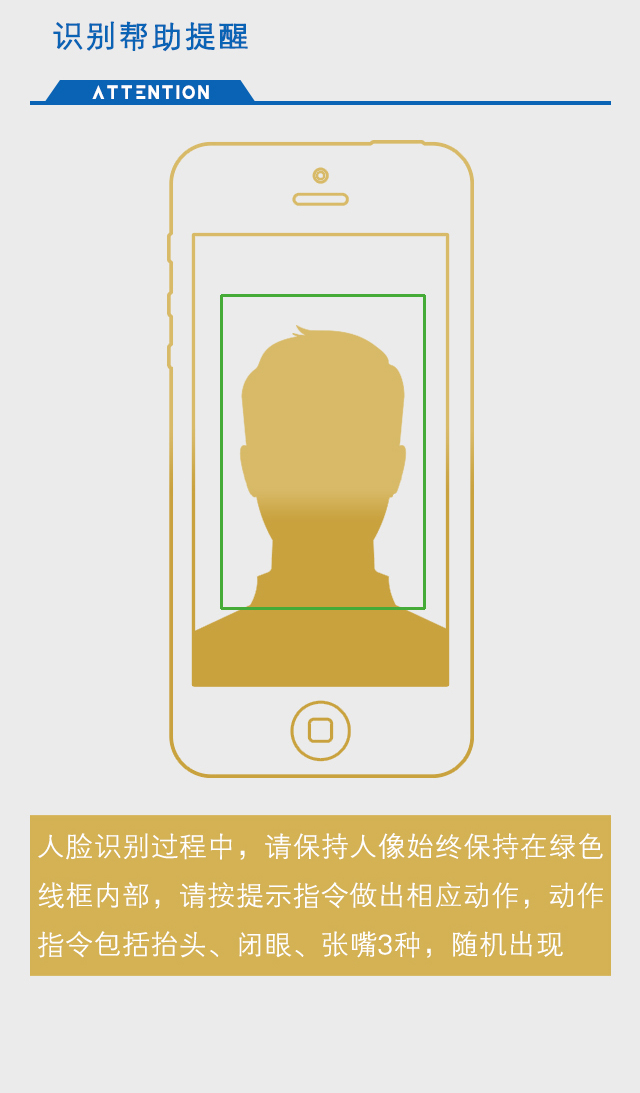 识别帮助提醒
ATTENTION
人脸识别过程中，请保持人像始终保持在绿色
线框内部，请按提示指令做出相应动作，动作
指令包括抬头、闭眼、张嘴3种，随机出现